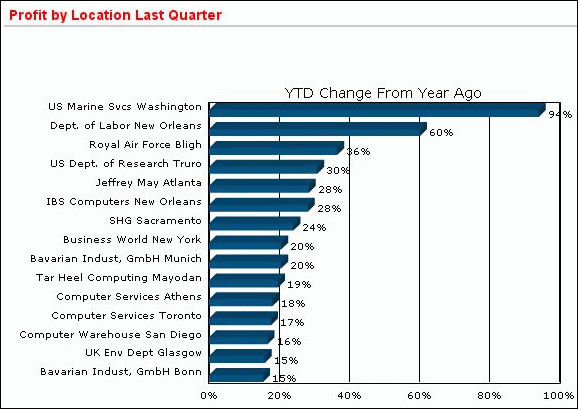 Profit by Location Last Quarter
YTD Change From Year Ago
US Marine Svcs Washington 94%
Dept. of Labor New Orleans 60%
Royal Air Force Bligh 36%
US Dept. of Research Truro 30%
Jeffrey May Atlanta 28%
IBS Computers New Orleans 28%
SHG Sacramento 24%
Business World New York 20%
Bavarian Indust, GmbH Munich 20%
Tar Heel Computing Mayodan 19%
Computer Services Athens 18%
Computer Services Toronto 17%
Computer Warehouse San Diego 16%
UK Env Dept Glasgow 15%
Bavarian Indust, GmbH Bonn 15%
0% 20% 40% 60% 80% 100%